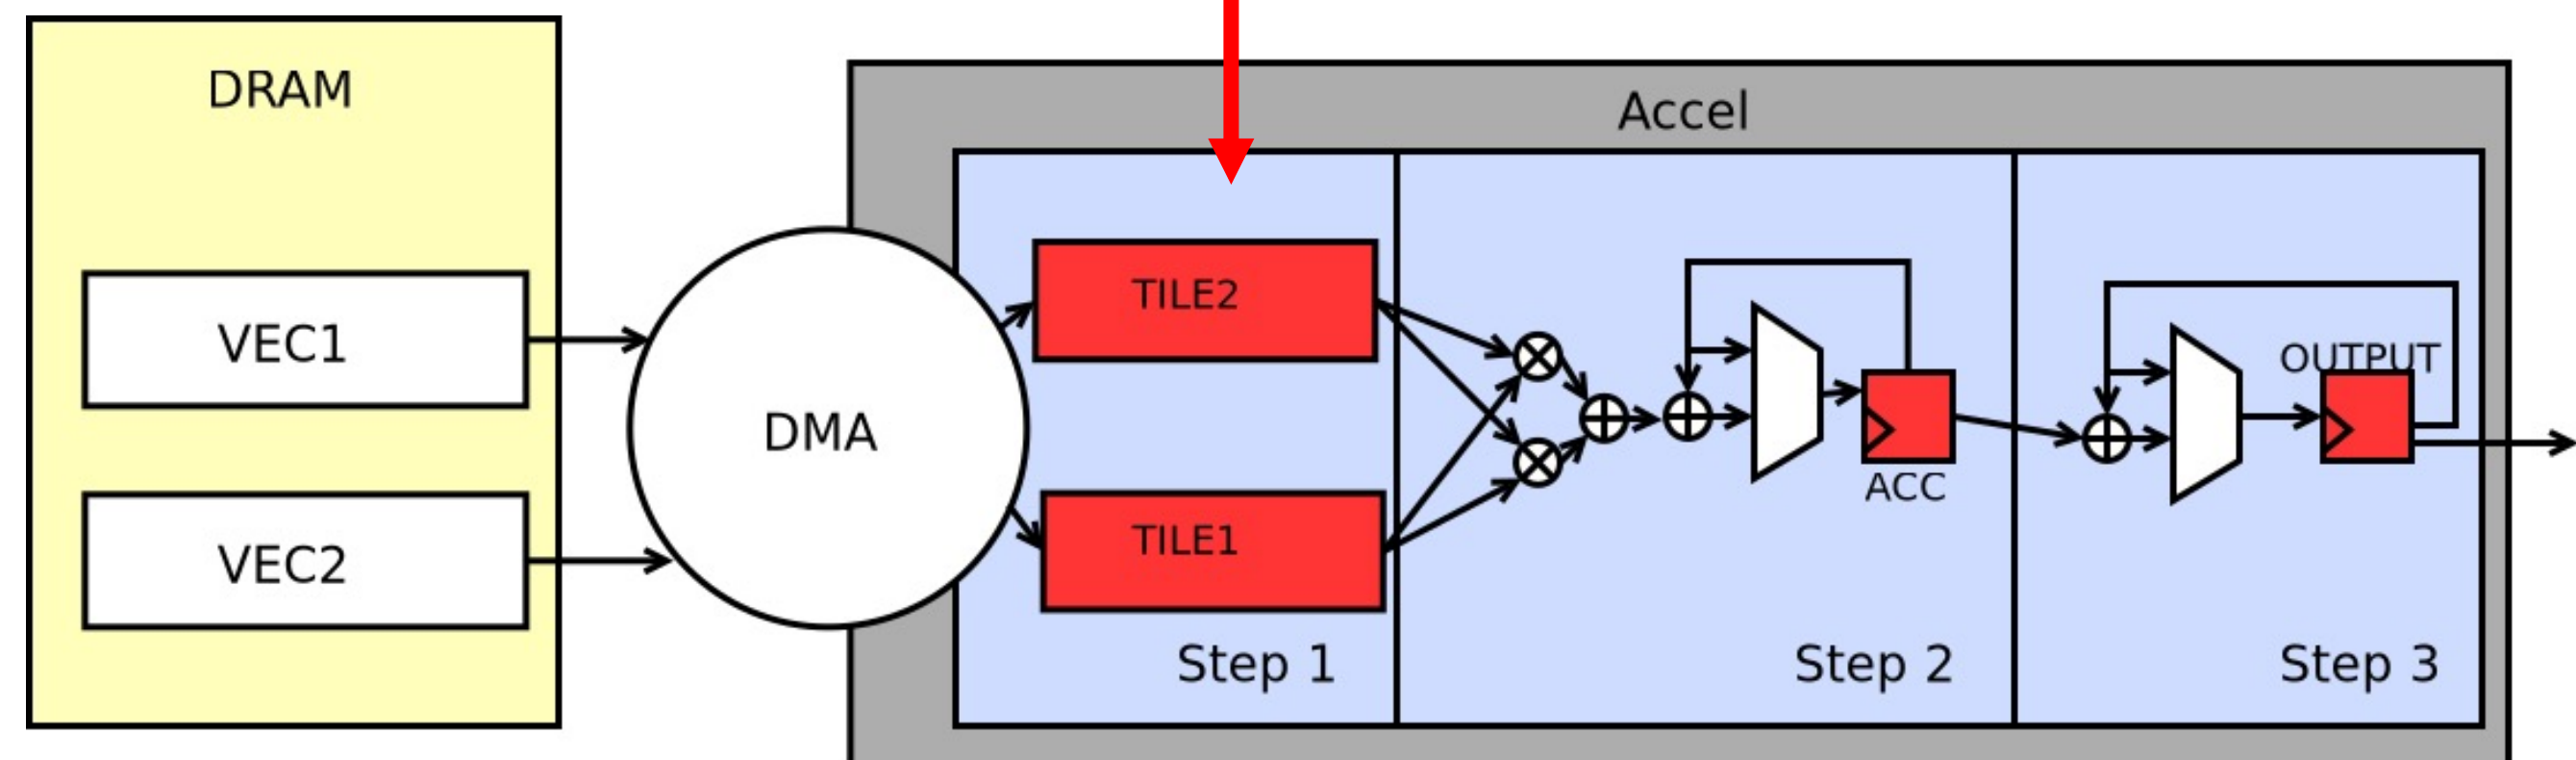 DRAM
VEC1
VEC2
DMA
Accel
TILE2
TILE1
Step 1
ACC
Step 2
OUTPUT
Step 3